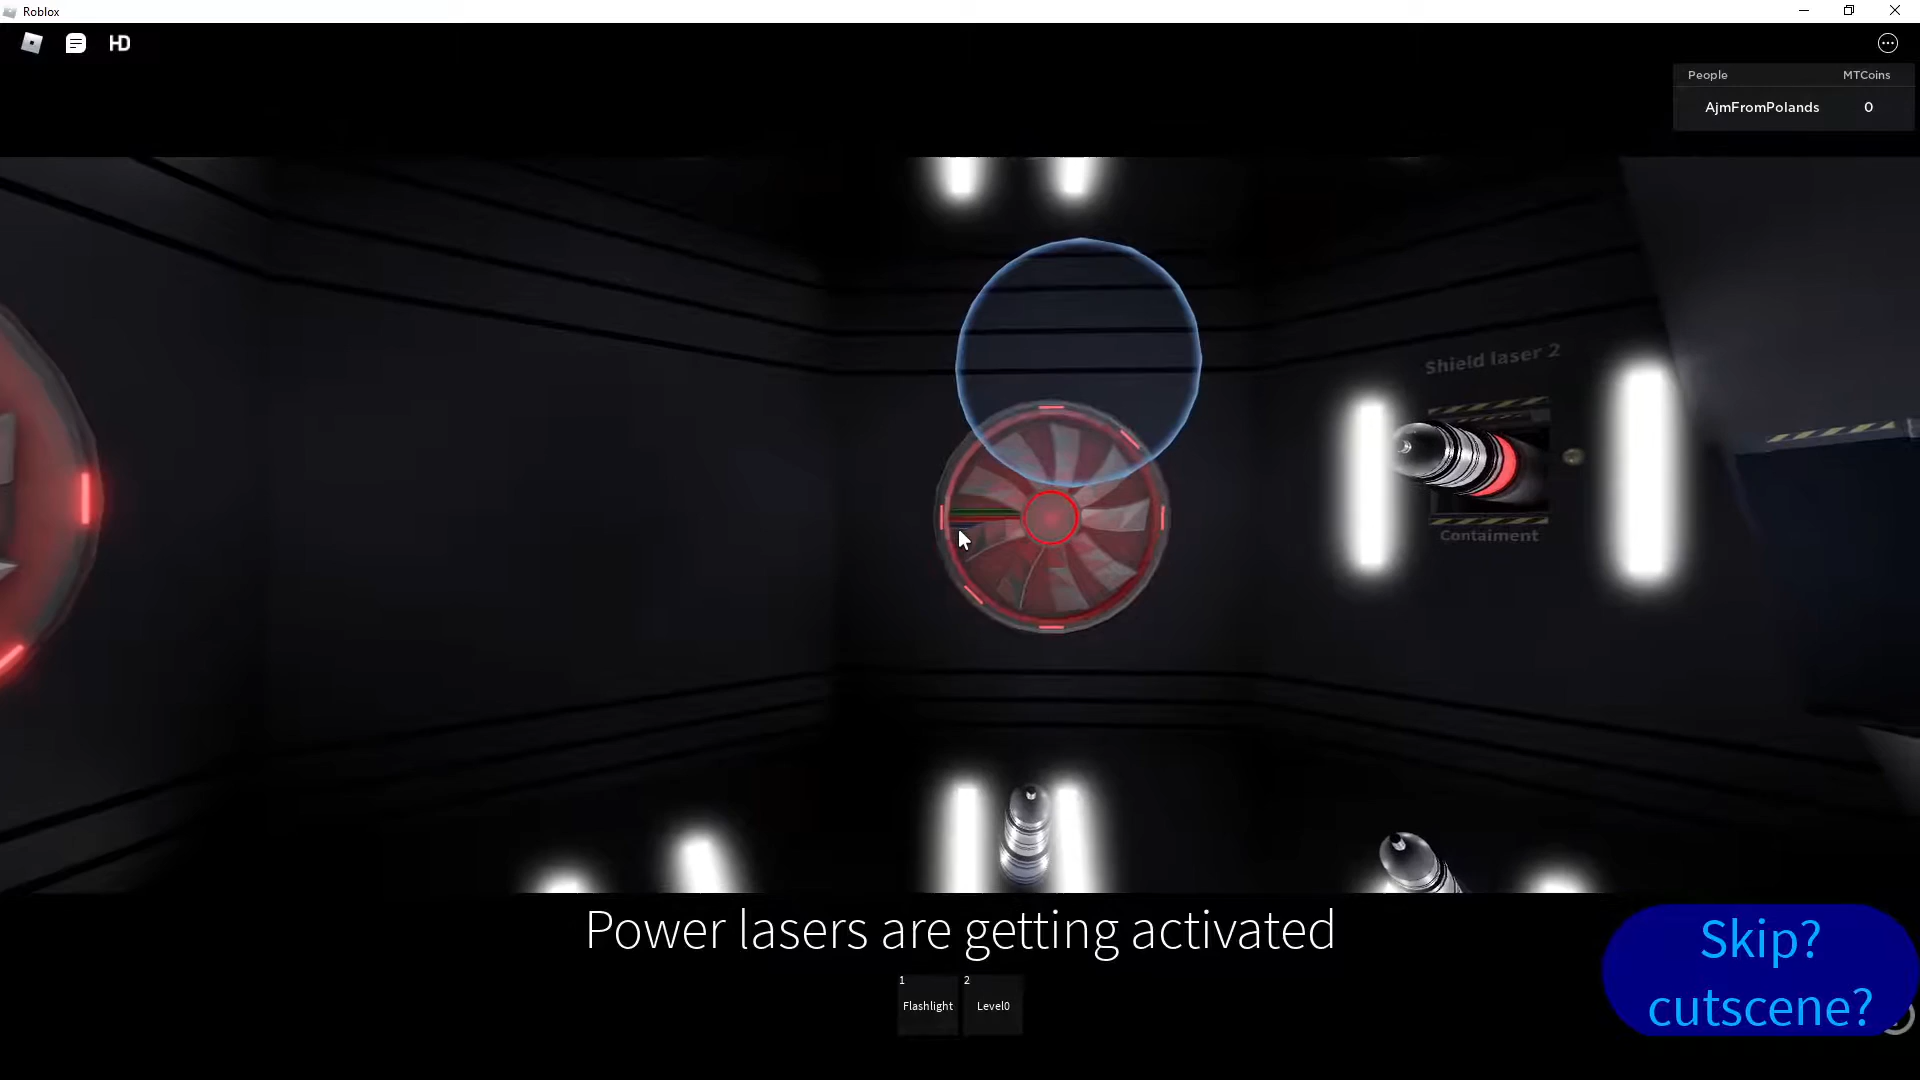 Roblox
HD
People MTCoins
AjmFromPolands 0
Shield laser 2
Contaiment
Power lasers are getting activated
Skip?
cutscene?
1 2
Flashlight Level0